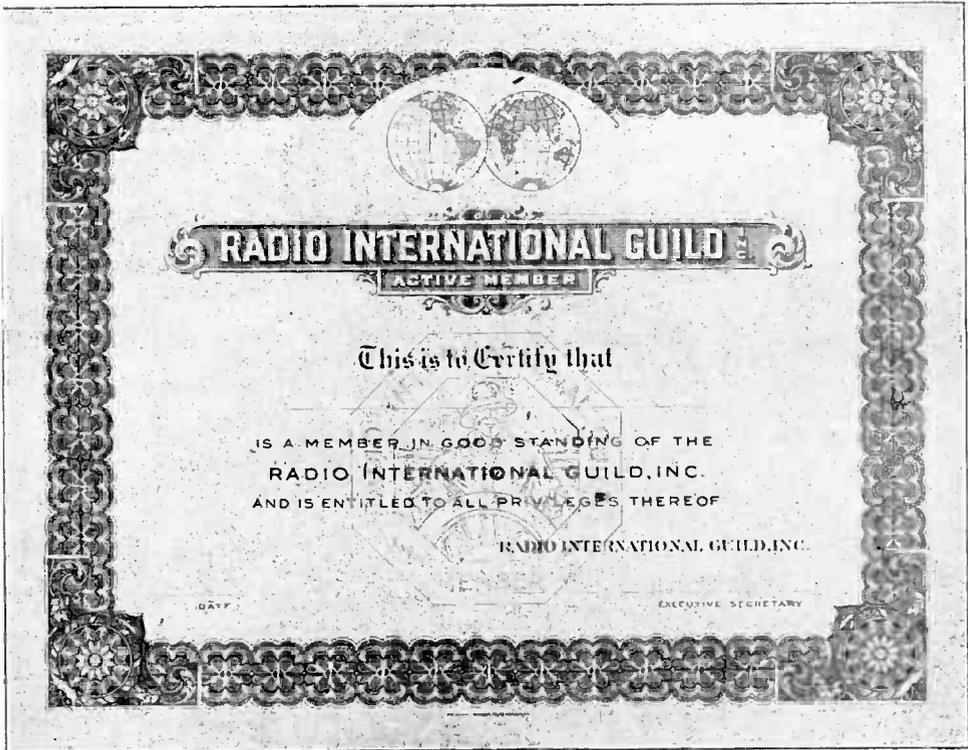 RADIO INTERNATIONAL GUILD INC.
ACTIVE MEMBER
This is to Certify that
IS A MEMBER IN GOOD STANDING OF THE
RADIO INTERNATIONAL GUILD, INC.
AND IS ENTITLED TO ALL PRIVILEGES THEREOF
RADIO INTERNATIONAL GUILD, INC.
DATE
EXECUTIVE SECRETARY